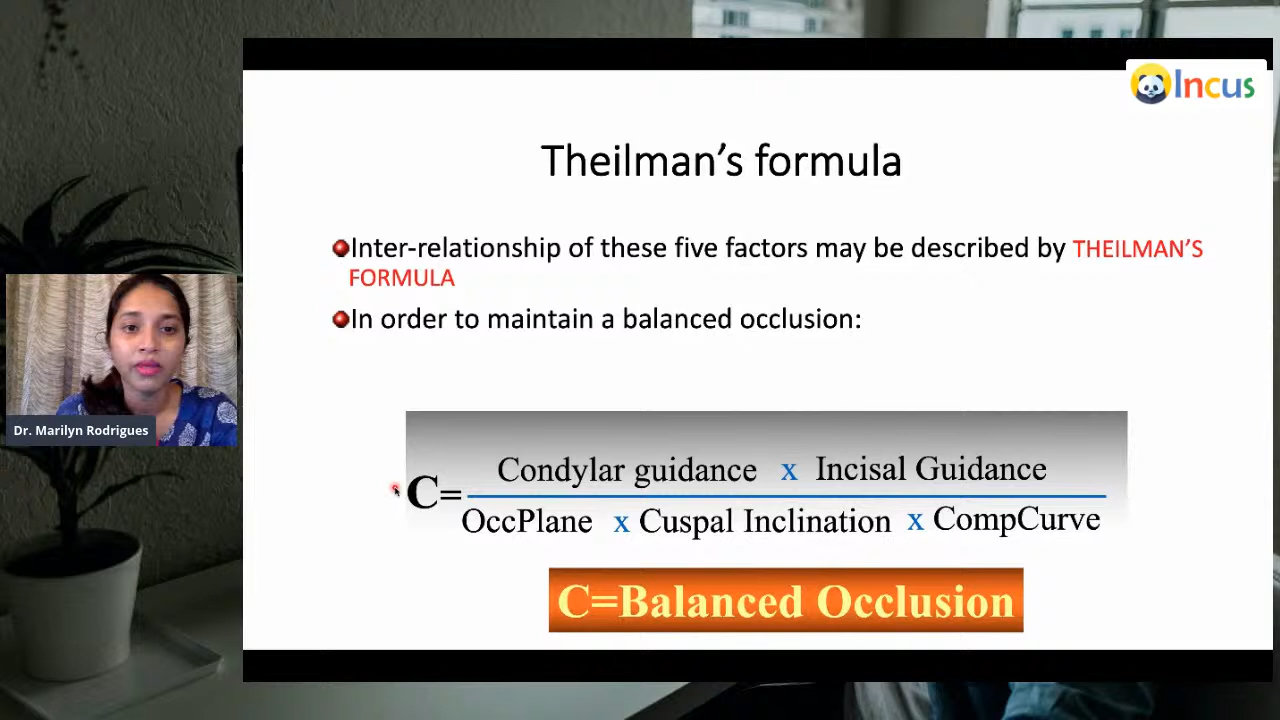 Incus
Theilman’s formula
Inter-relationship of these five factors may be described by THEILMAN’S
FORMULA
In order to maintain a balanced occlusion:
Dr. Marilyn Rodrigues
C= Condylar guidance x Incisal Guidance
OccPlane x Cuspal Inclination x CompCurve
C=Balanced Occlusion